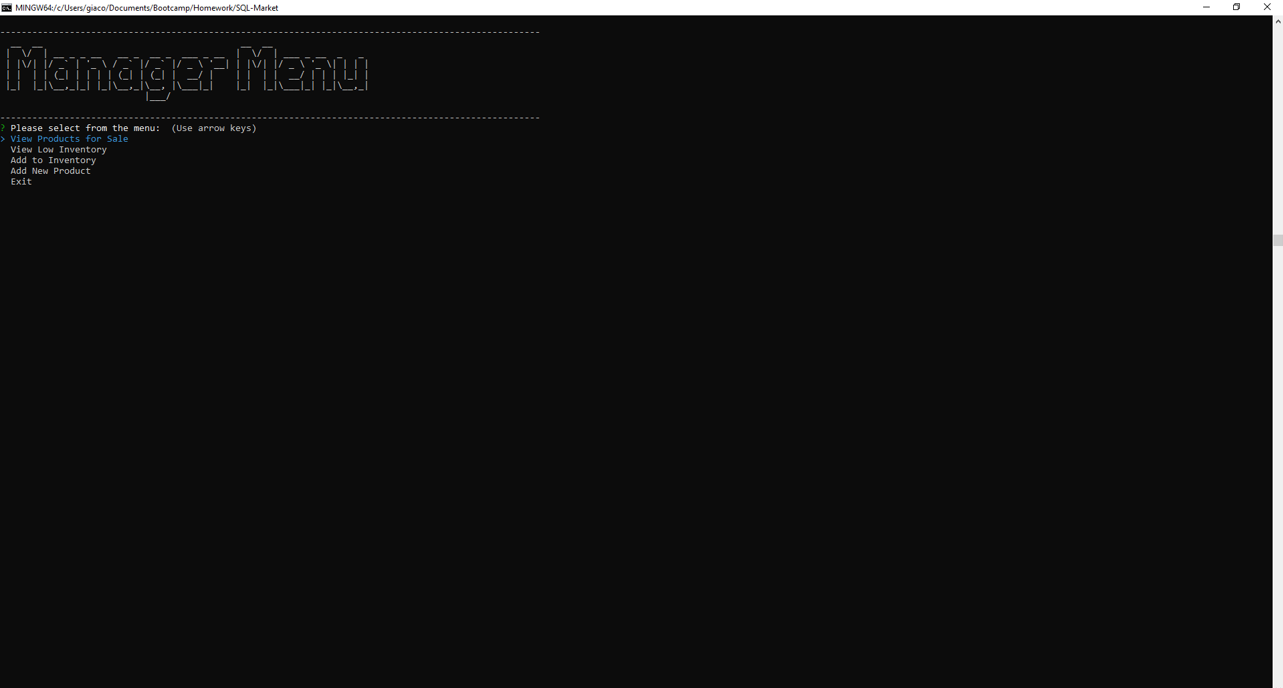 MINGW64:/c/Users/giaco/Documents/Bootcamp/Homework/SQL-Market
Manager Menu
? Please select from the menu: (Use arrow keys)
> View Products for Sale
View Low Inventory
Add to Inventory
Add New Product
Exit